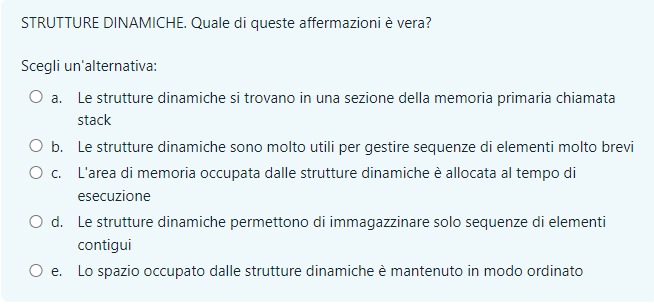 STRUTTURE DINAMICHE. Quale di queste affermazioni è vera?
Scegli un'alternativa:
a. Le strutture dinamiche si trovano in una sezione della memoria primaria chiamata
stack
b. Le strutture dinamiche sono molto utili per gestire sequenze di elementi molto brevi
c. L'area di memoria occupata dalle strutture dinamiche è allocata al tempo di
esecuzione
d. Le strutture dinamiche permettono di immagazzinare solo sequenze di elementi
contigui
e. Lo spazio occupato dalle strutture dinamiche è mantenuto in modo ordinato